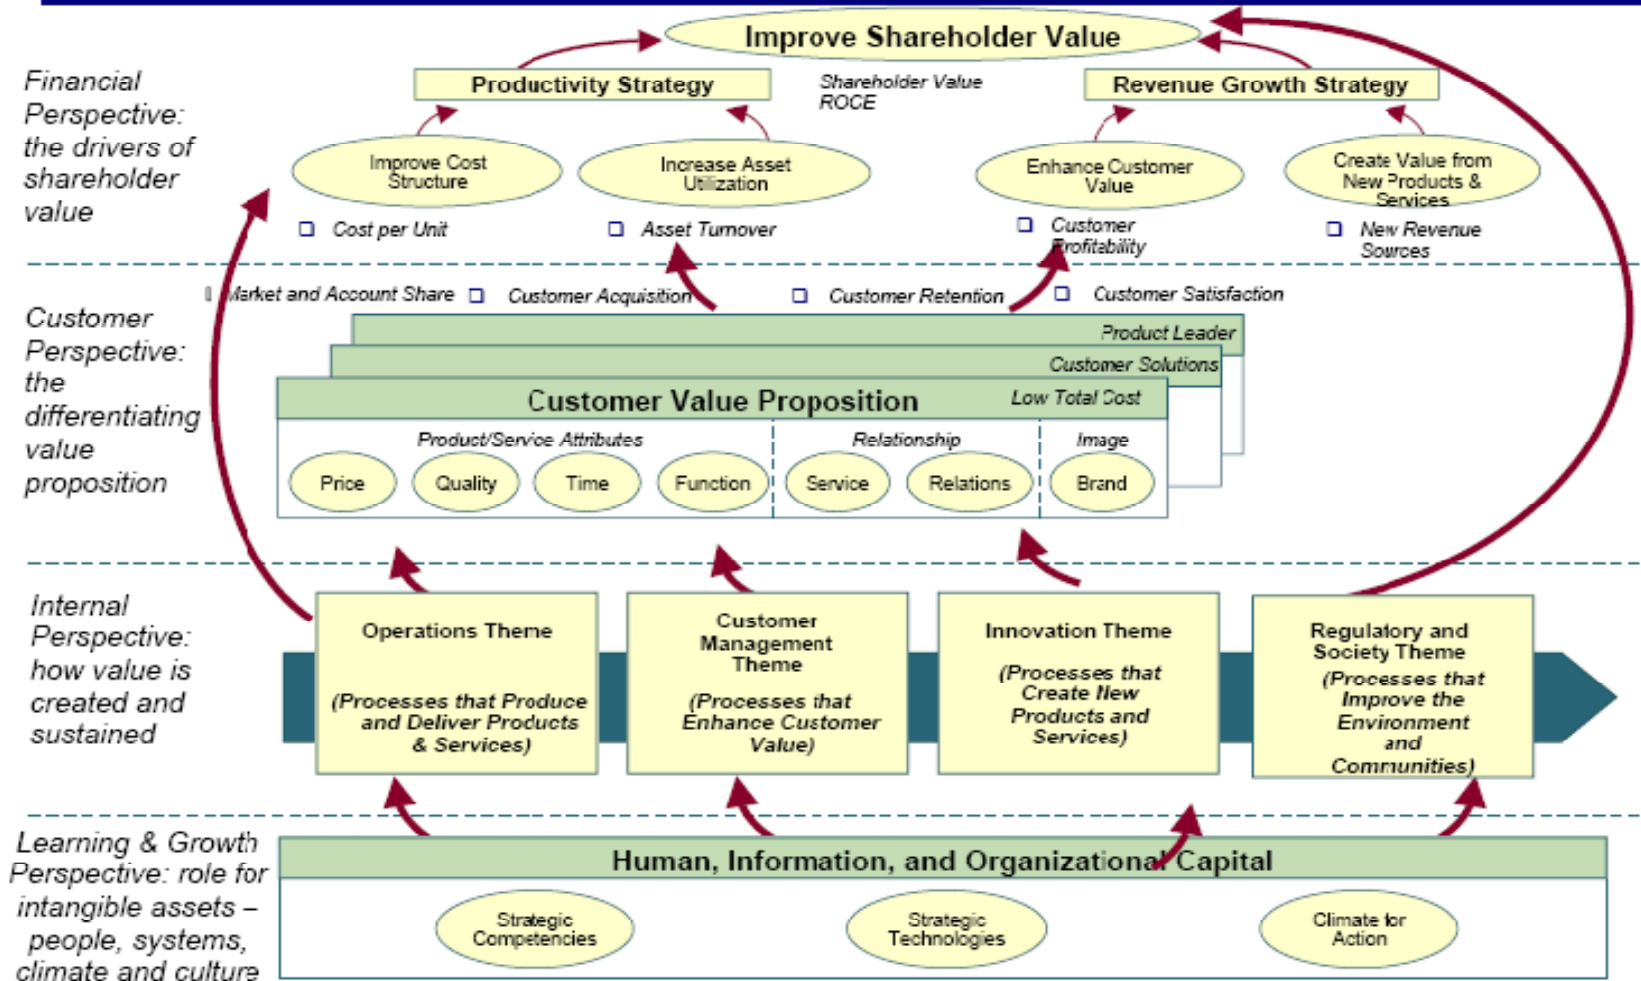 Improve Shareholder Value
Financial
Perspective:
the drivers of
shareholder
value
Productivity Strategy
Shareholder Value
ROCE
Revenue Growth Strategy
Improve Cost
Structure
Increase Asset
Utilization
Enhance Customer
Value
Create Value from
New Products &
Services
Cost per Unit
Asset Turnover
Customer
Profitability
New Revenue
Sources
Customer
Perspective:
the
differentiating
value
proposition
Market and Account Share
Customer Acquisition
Customer Retention
Customer Satisfaction
Product Leader
Customer Solutions
Customer Value Proposition
Low Total Cost
Product/Service Attributes
Relationship
Image
Price
Quality
Time
Function
Service
Relations
Brand
Internal
Perspective:
how value is
created and
sustained
Operations Theme
(Processes that Produce
and Deliver Products
& Services)
Customer
Management
Theme
(Processes that
Enhance Customer
Value)
Innovation Theme
(Processes that
Create New
Products and
Services)
Regulatory and
Society Theme
(Processes that
Improve the
Environment
and
Communities)
Learning & Growth
Perspective: role for
intangible assets –
people, systems,
climate and culture
Human, Information, and Organizational Capital
Strategic
Competencies
Strategic
Technologies
Climate for
Action